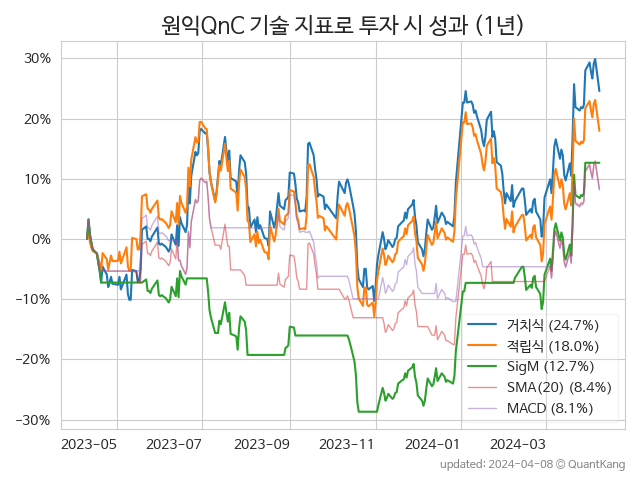 원익QnC 기술 지표로 투자 시 성과 (1년)
30%
20%
10%
0%
−10%
−20%
−30%
거치식 (24.7%)
적립식 (18.0%)
SigM (12.7%)
SMA(20) (8.4%)
MACD (8.1%)
2023-05 2023-07 2023-09 2023-11 2024-01 2024-03
updated: 2024-04-08 © QuantKang